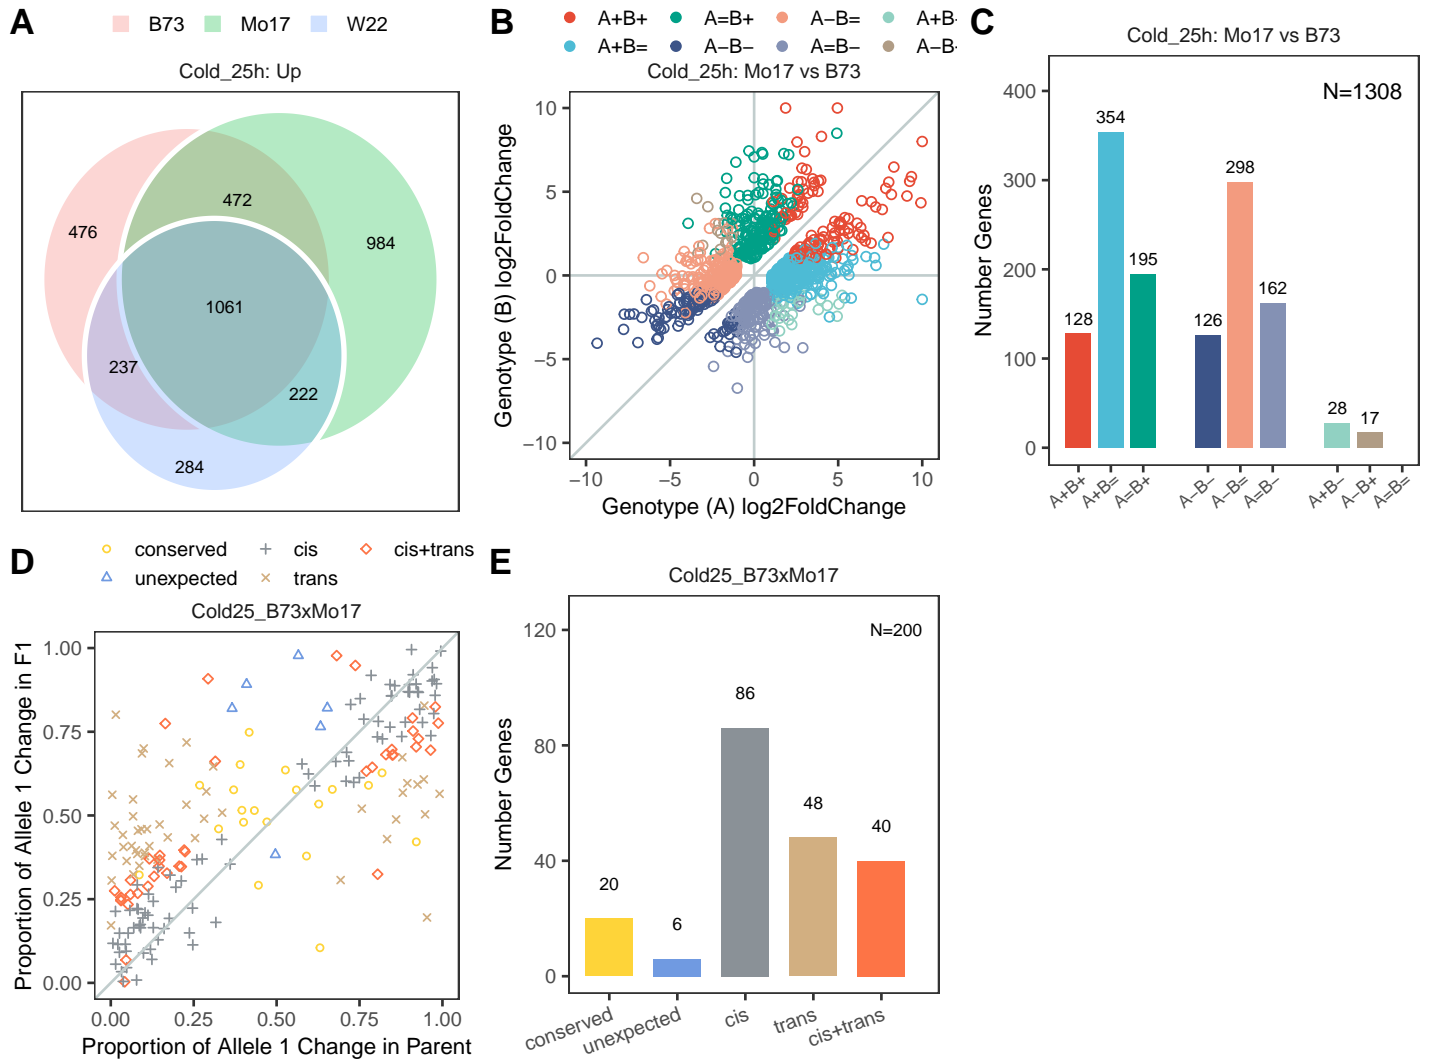 A
B73 Mo17 W22
Cold_25h: Up
476
472
984
1061
237
222
284
B
A+B+ A=B+ A−B= A+B-
A+B= A−B− A=B− A−B-
Cold_25h: Mo17 vs B73
Genotype (B) log2FoldChange
10
5
0
−5
−10
−10 −5 0 5 10
Genotype (A) log2FoldChange
C
Cold_25h: Mo17 vs B73
N=1308
Number Genes
400
300
200
100
0
128 354 195 126 298 162 28 17
A+B+ A+B= A=B+ A−B− A−B= A=B− A+B− A−B+ A=B=
D
conserved cis cis+trans
unexpected trans
Cold25_B73xMo17
Proportion of Allele 1 Change in F1
1.00
0.75
0.50
0.25
0.00
0.00 0.25 0.50 0.75 1.00
Proportion of Allele 1 Change in Parent
E
Cold25_B73xMo17
N=200
Number Genes
120
80
40
0
20 6 86 48 40
conserved unexpected cis trans cis+trans